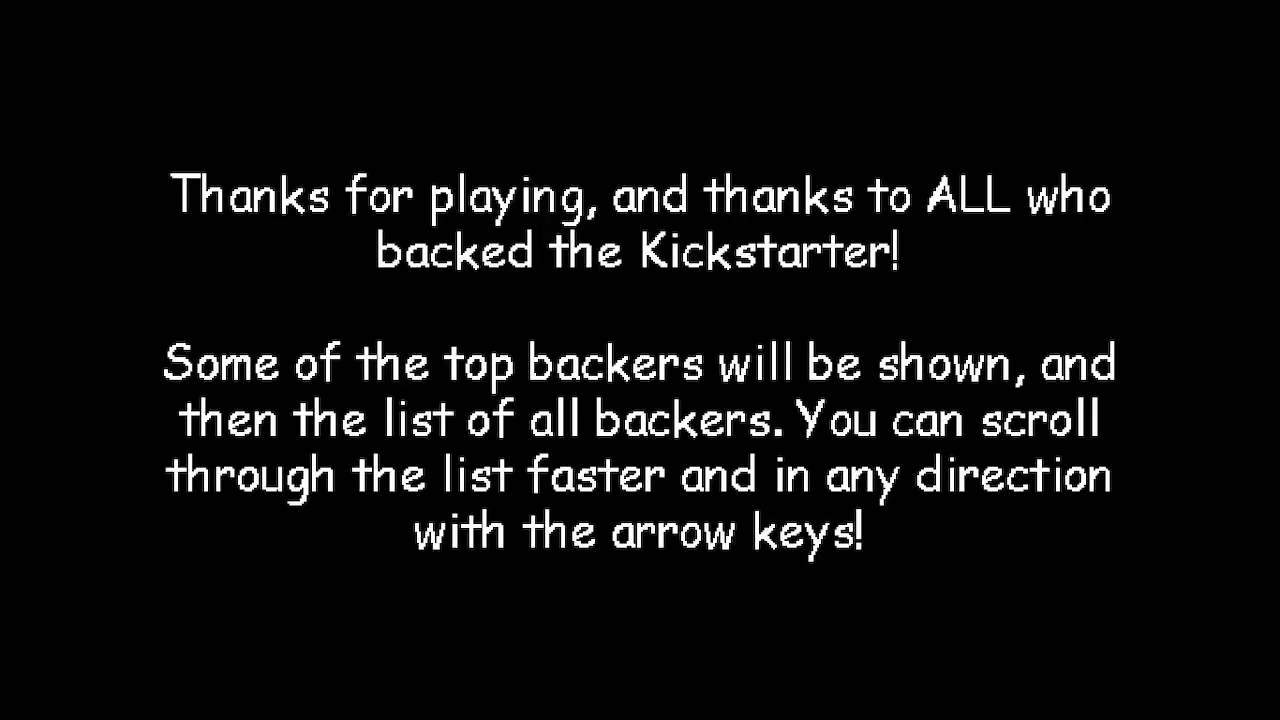 Thanks for playing, and thanks to ALL who
backed the Kickstarter!
Some of the top backers will be shown, and
then the list of all backers. You can scroll
through the list faster and in any direction
with the arrow keys!